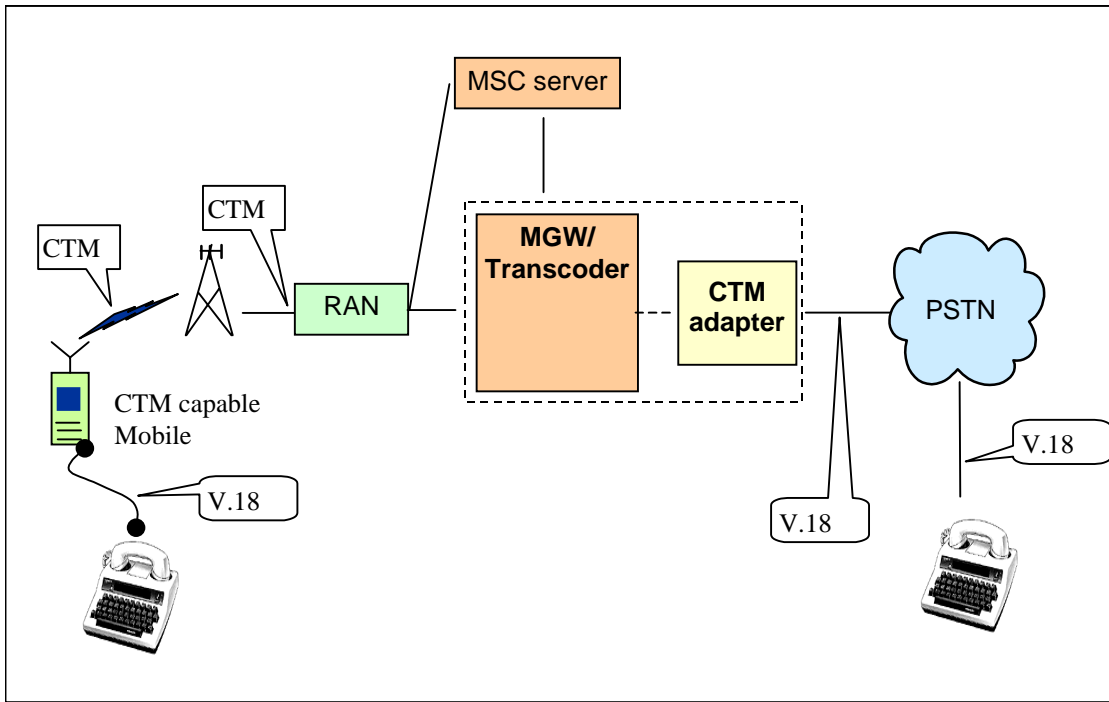 MSC server
CTM
CTM
MGW/
Transcoder
RAN
CTM
adapter
PSTN
CTM capable
Mobile
V.18
V.18
V.18